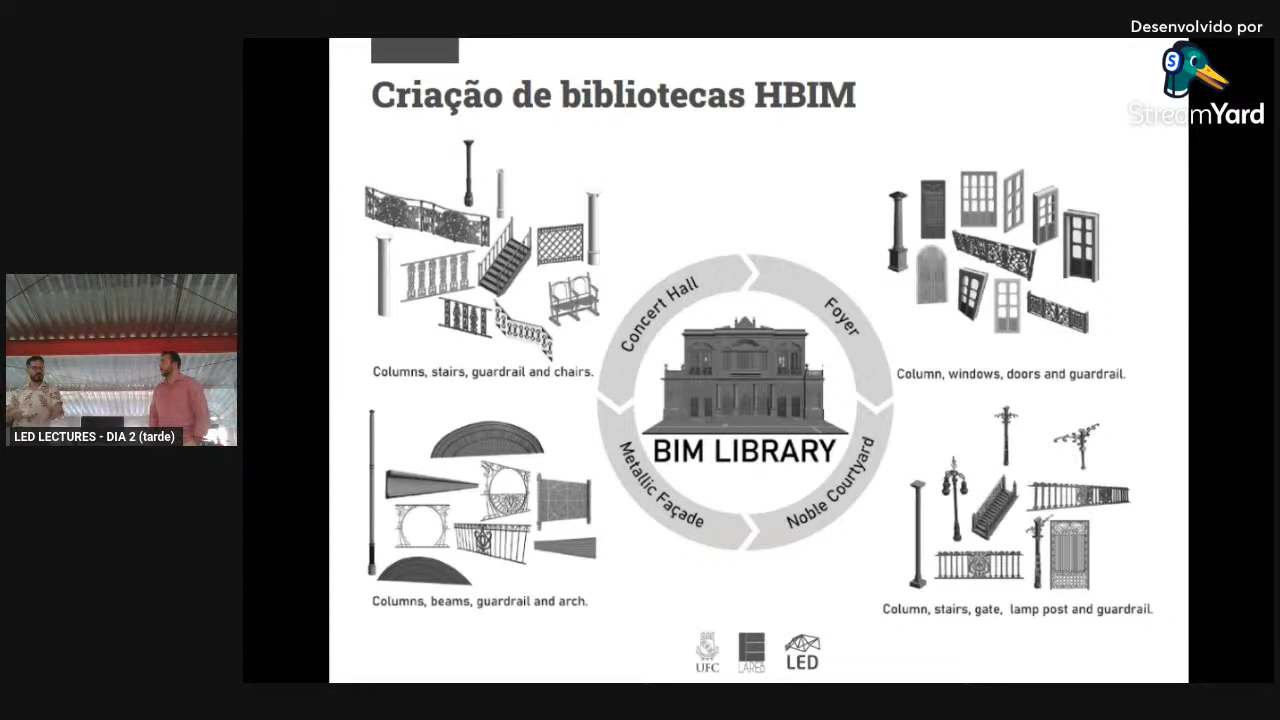 Desenvolvido por
StreamYard
Criação de bibliotecas HBIM
Concert Hall
Foyer
Columns, stairs, guardrail and chairs.
Column, windows, doors and guardrail.
LED LECTURES - DIA 2 (tarde)
BIM LIBRARY
Metallic Façade
Noble Courtyard
Columns, beams, guardrail and arch.
Column, stairs, gate, lamp post and guardrail.
UFC
LAREB
LED